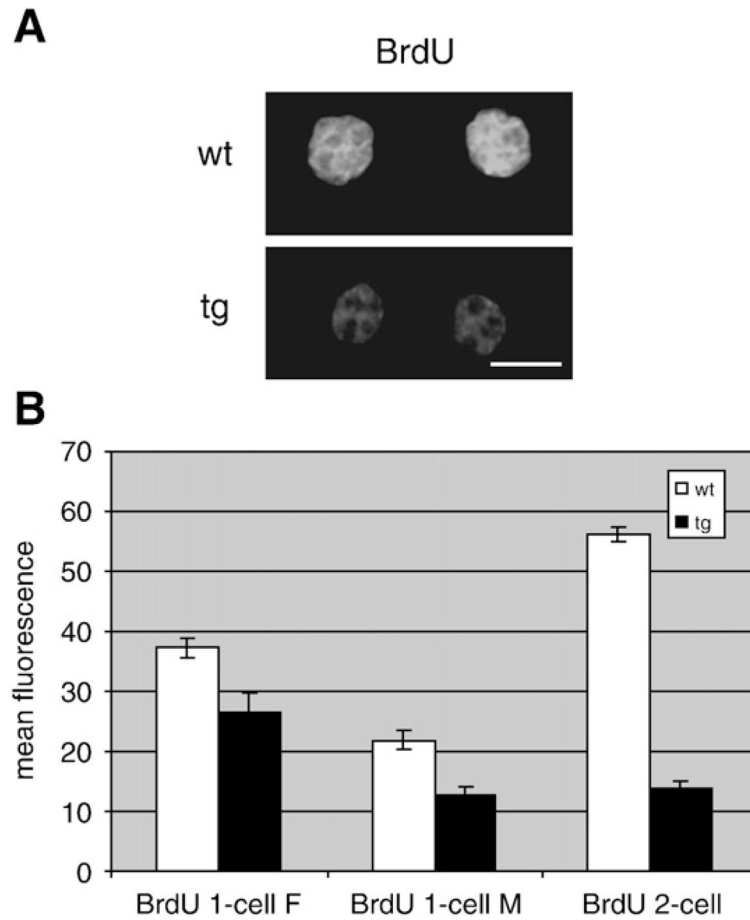 A
BrdU
wt
tg
B
70
60
50
40
30
20
10
0
mean fluorescence
wt
tg
BrdU 1-cell F
BrdU 1-cell M
BrdU 2-cell